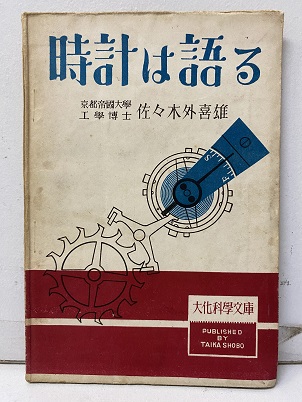 時計は語る
京都帝國大學
工學博士 佐々木外喜雄
S
F
大化科學文庫
PUBLISHED
BY
TAIKA SHOBO